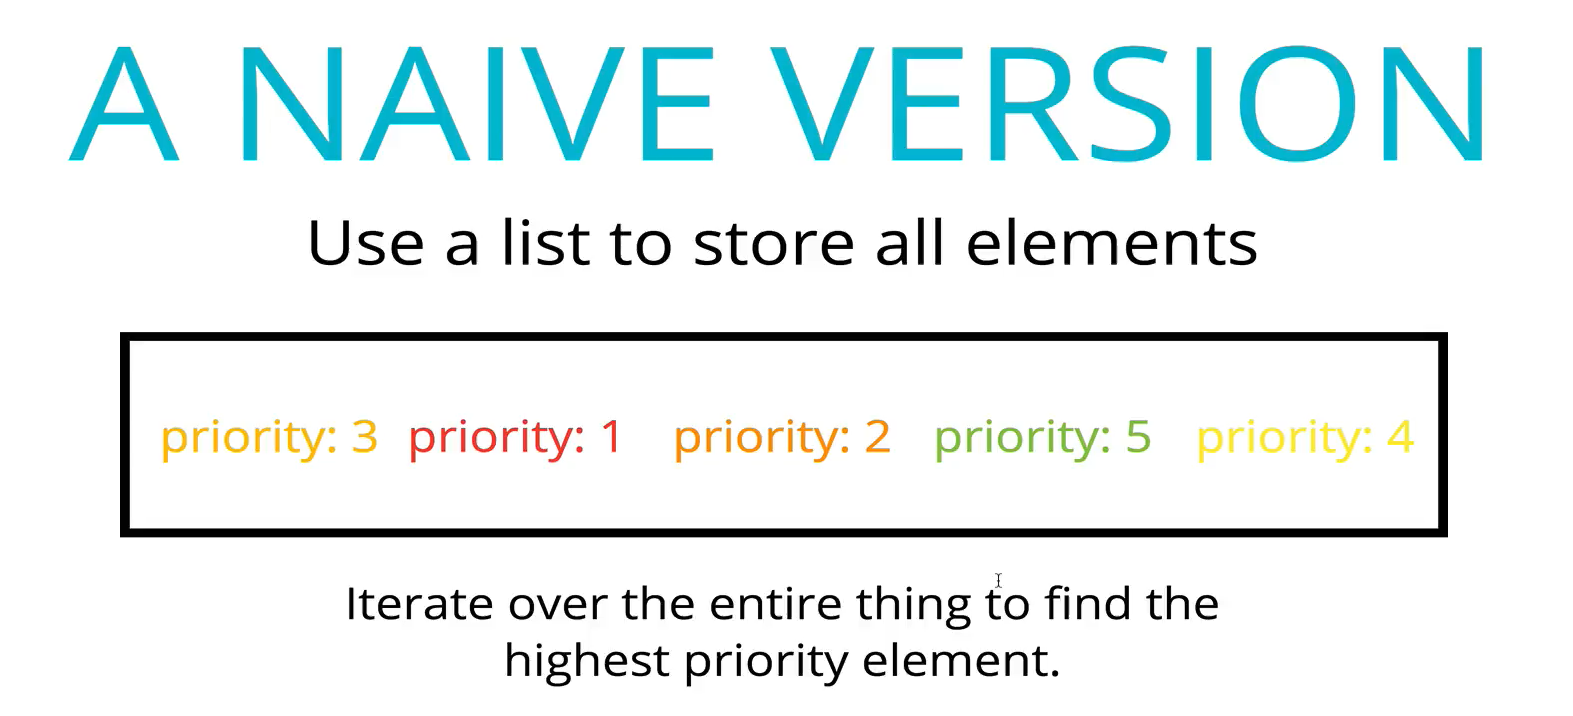 A NAIVE VERSION
Use a list to store all elements
priority: 3 priority: 1 priority: 2 priority: 5 priority: 4
Iterate over the entire thing to find the
highest priority element.